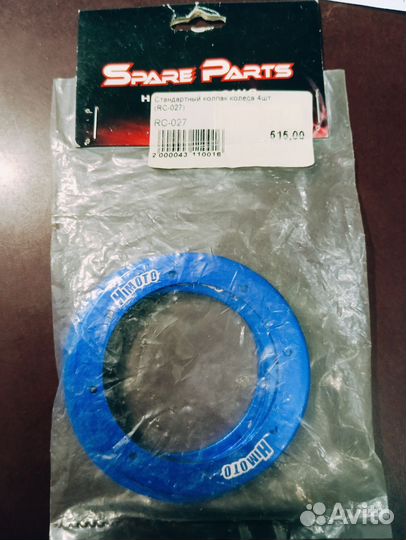 SPARE PARTS
Стандартный колпак колеса 4шт.
(RC-027)
RC-027
515,00
2 000043 110016
HIMOTO
HIMOTO
Avito